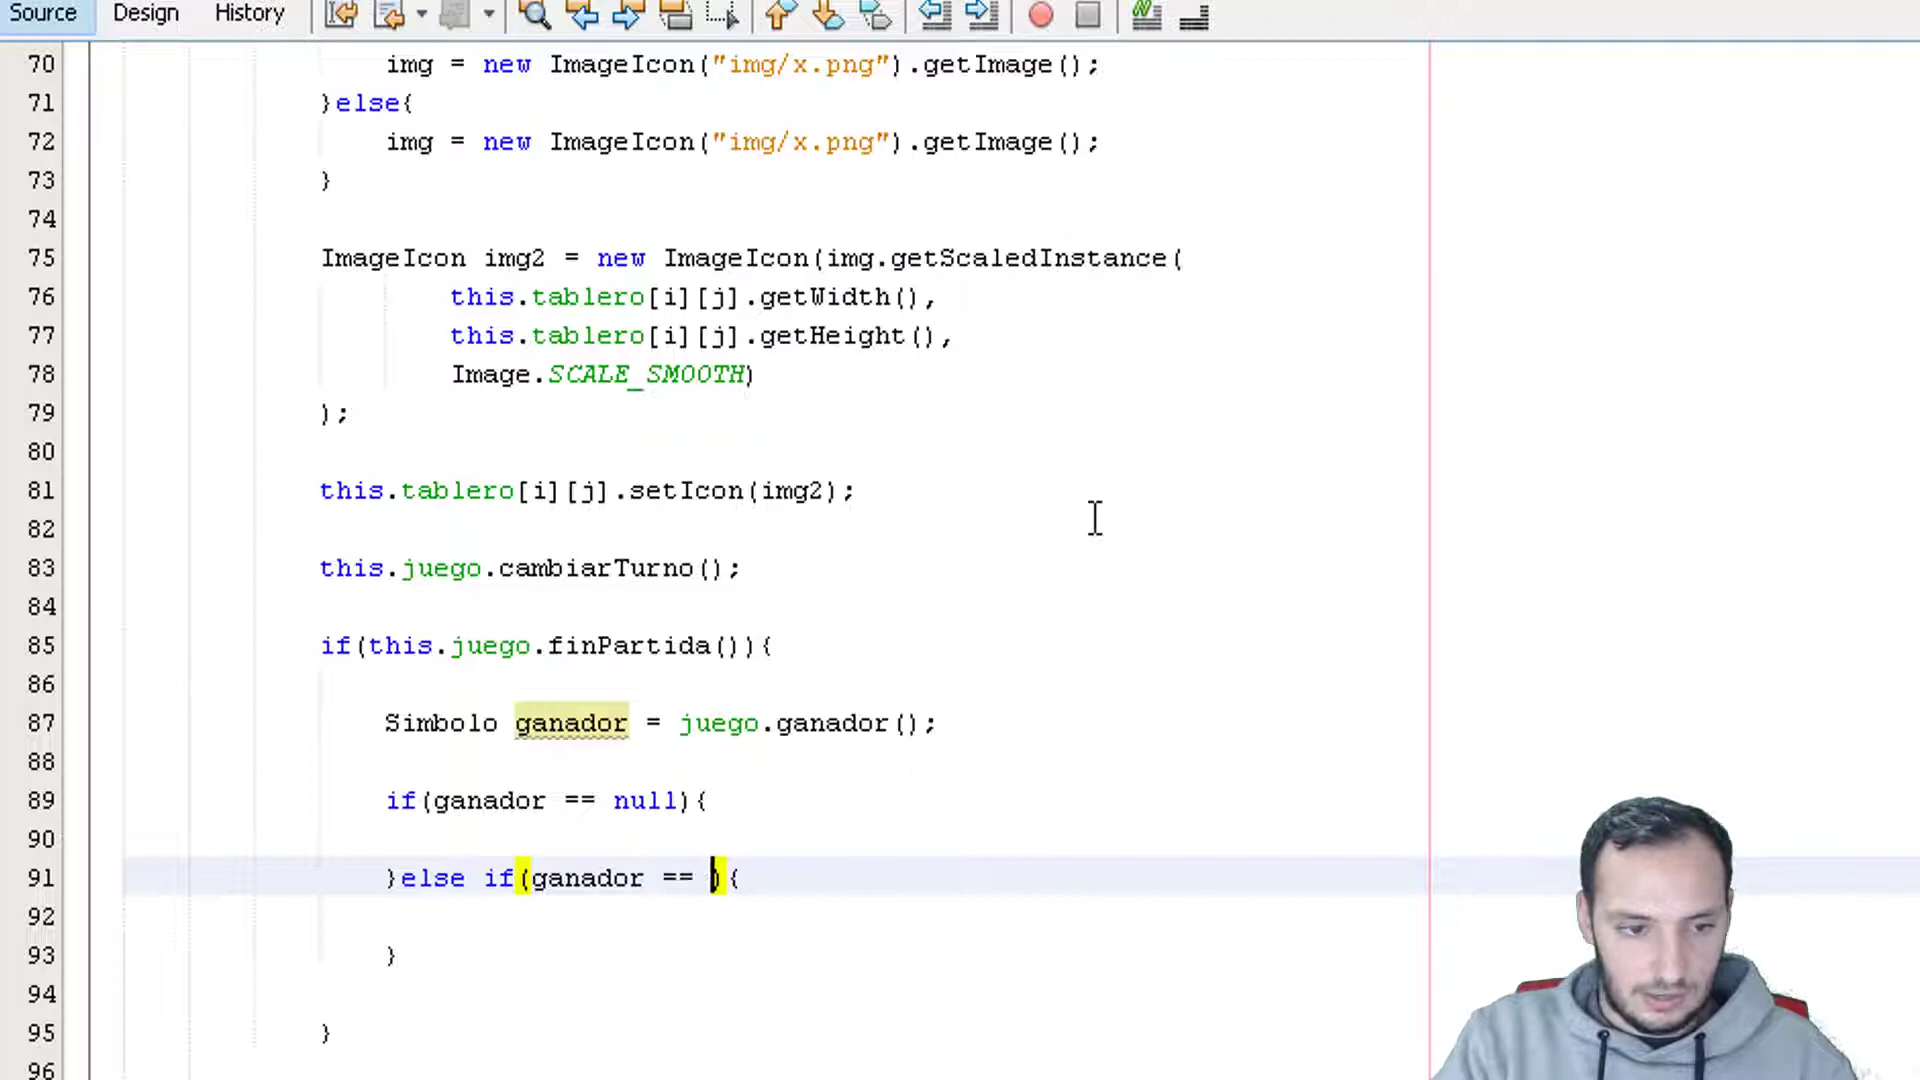 Source Design History
70 img = new ImageIcon("img/x.png").getImage();
71 }else{
72 img = new ImageIcon("img/x.png").getImage();
73 }
74
75 ImageIcon img2 = new ImageIcon(img.getScaledInstance(
76 this.tablero[i][j].getWidth(),
77 this.tablero[i][j].getHeight(),
78 Image.SCALE_SMOOTH)
79 );
80
81 this.tablero[i][j].setIcon(img2);
82
83 this.juego.cambiarTurno();
84
85 if(this.juego.finPartida()){
86
87 Simbolo ganador = juego.ganador();
88
89 if(ganador == null){
90
91 }else if(ganador == ){
92
93 }
94
95 }
96